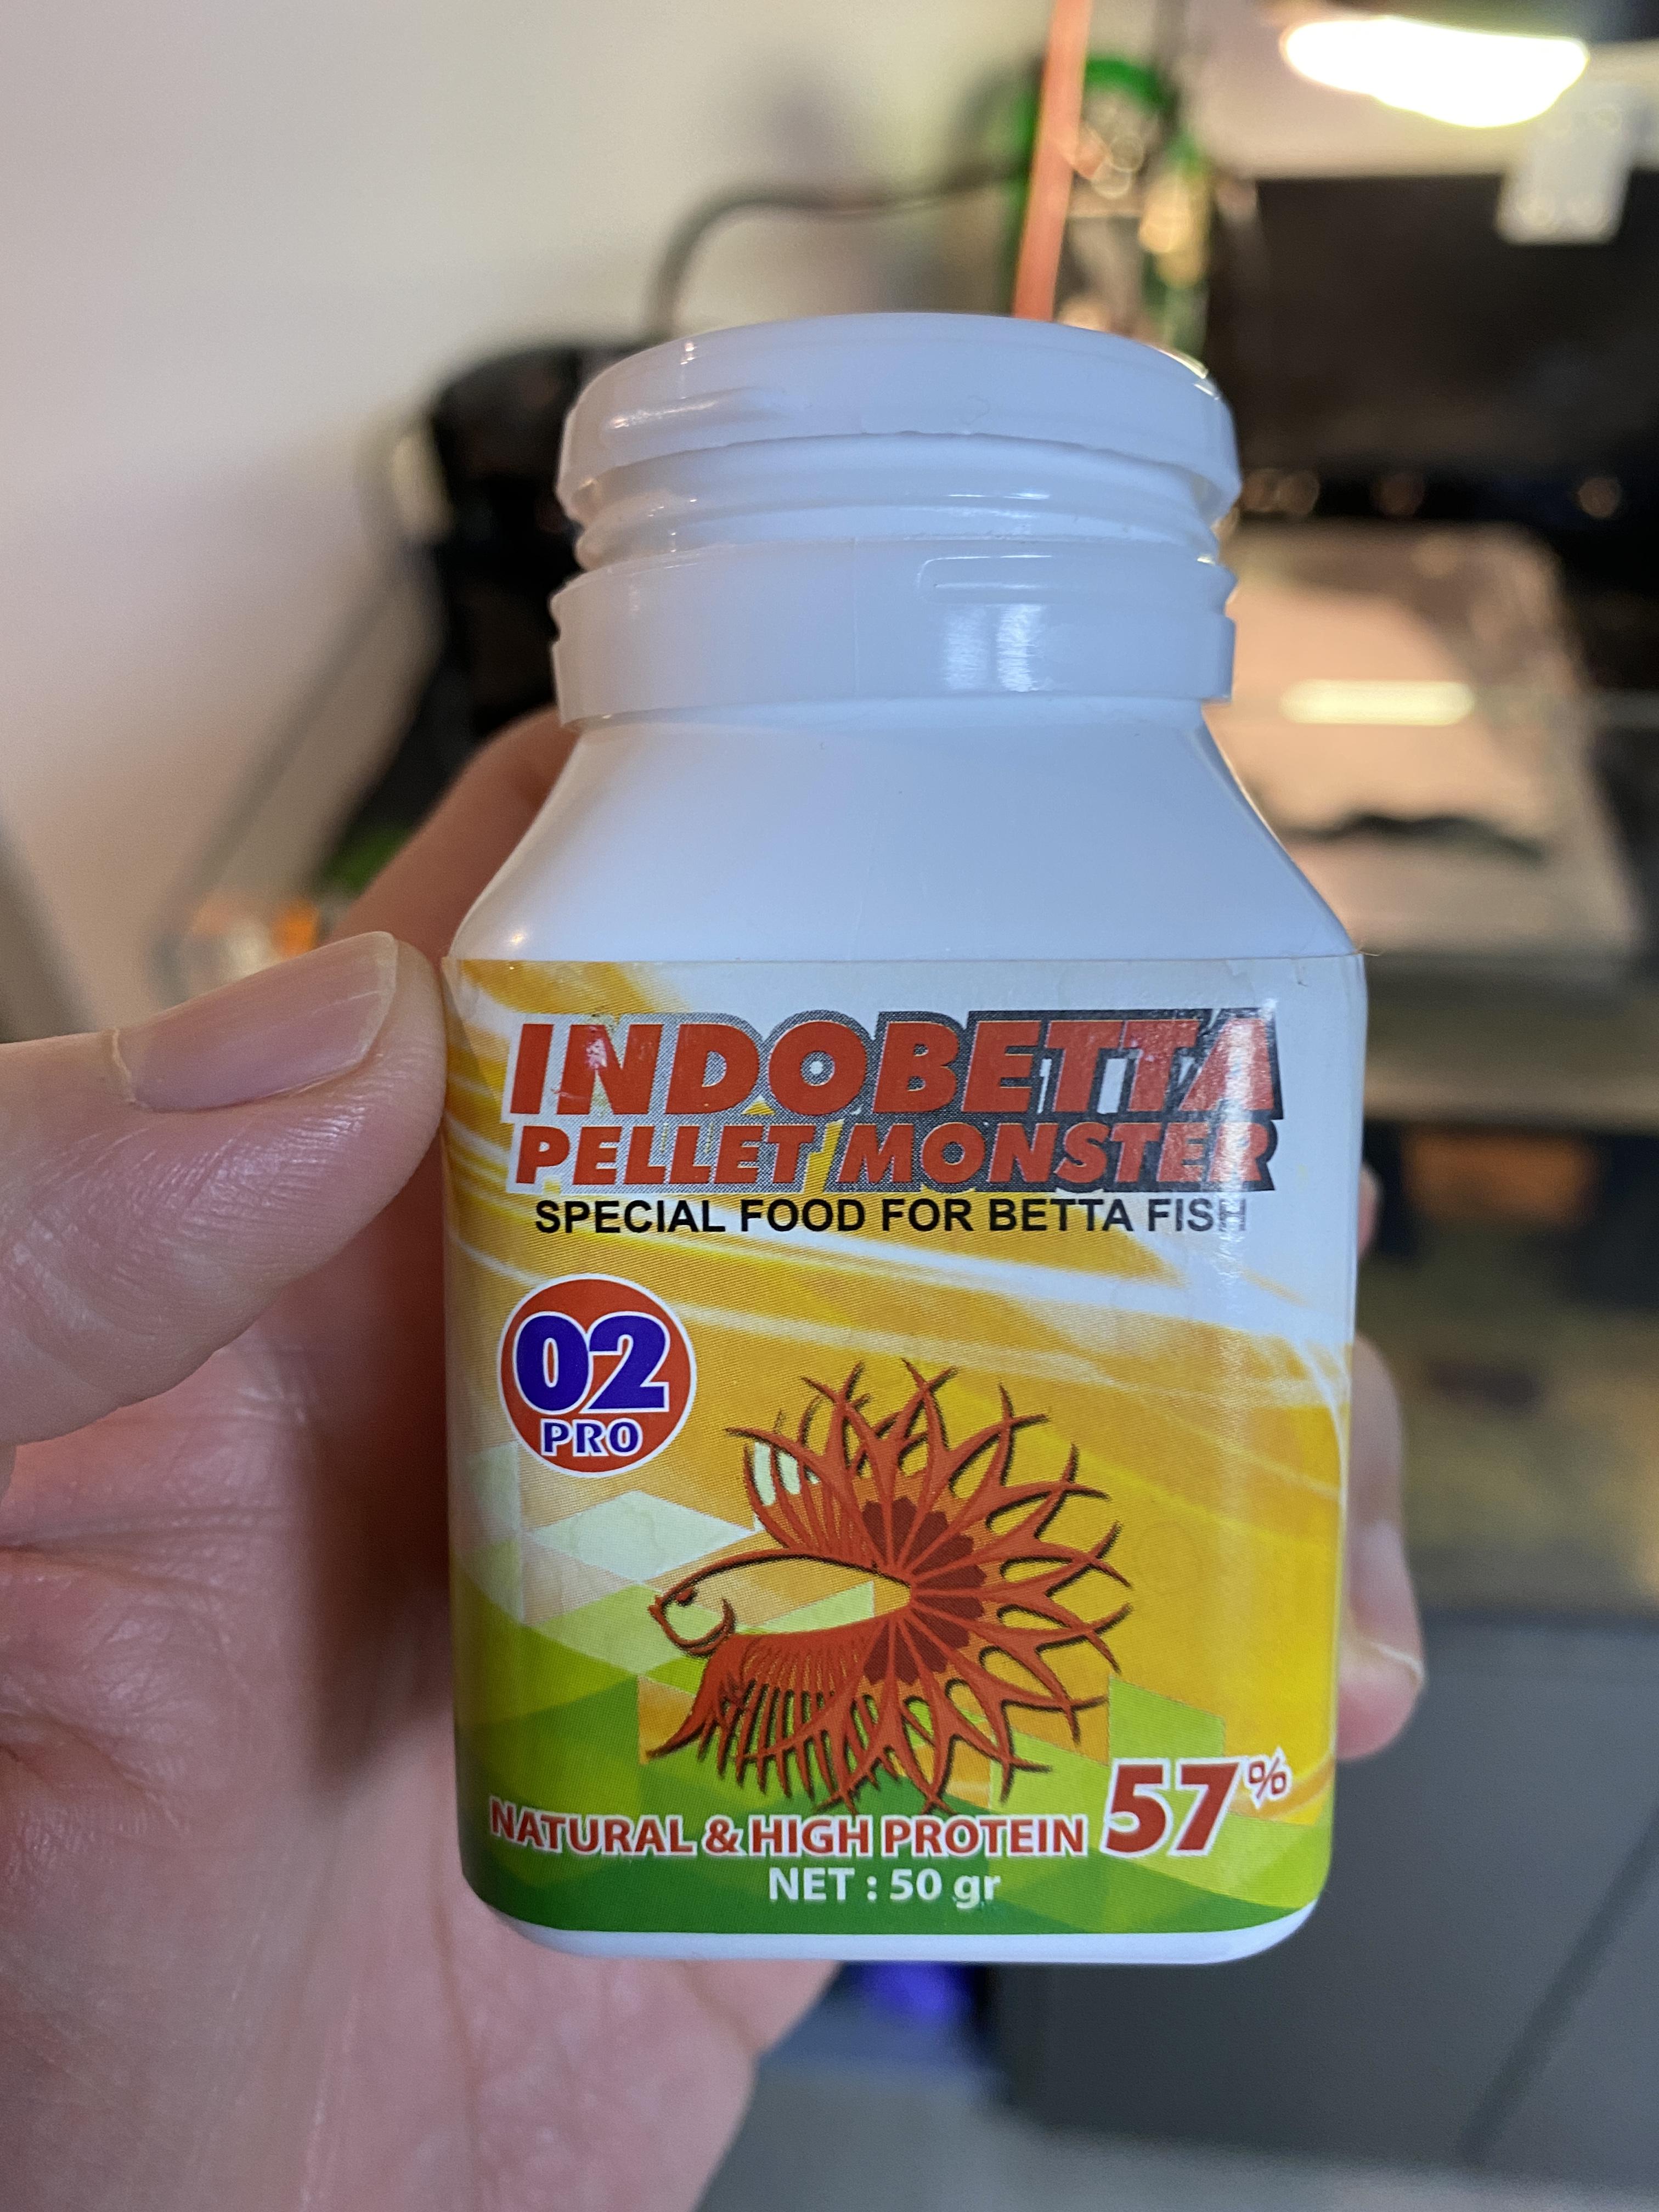 INDOBETTA
PELLET MONSTER
SPECIAL FOOD FOR BETTA FISH
02
PRO
NATURAL & HIGH PROTEIN 57%
NET : 50 gr